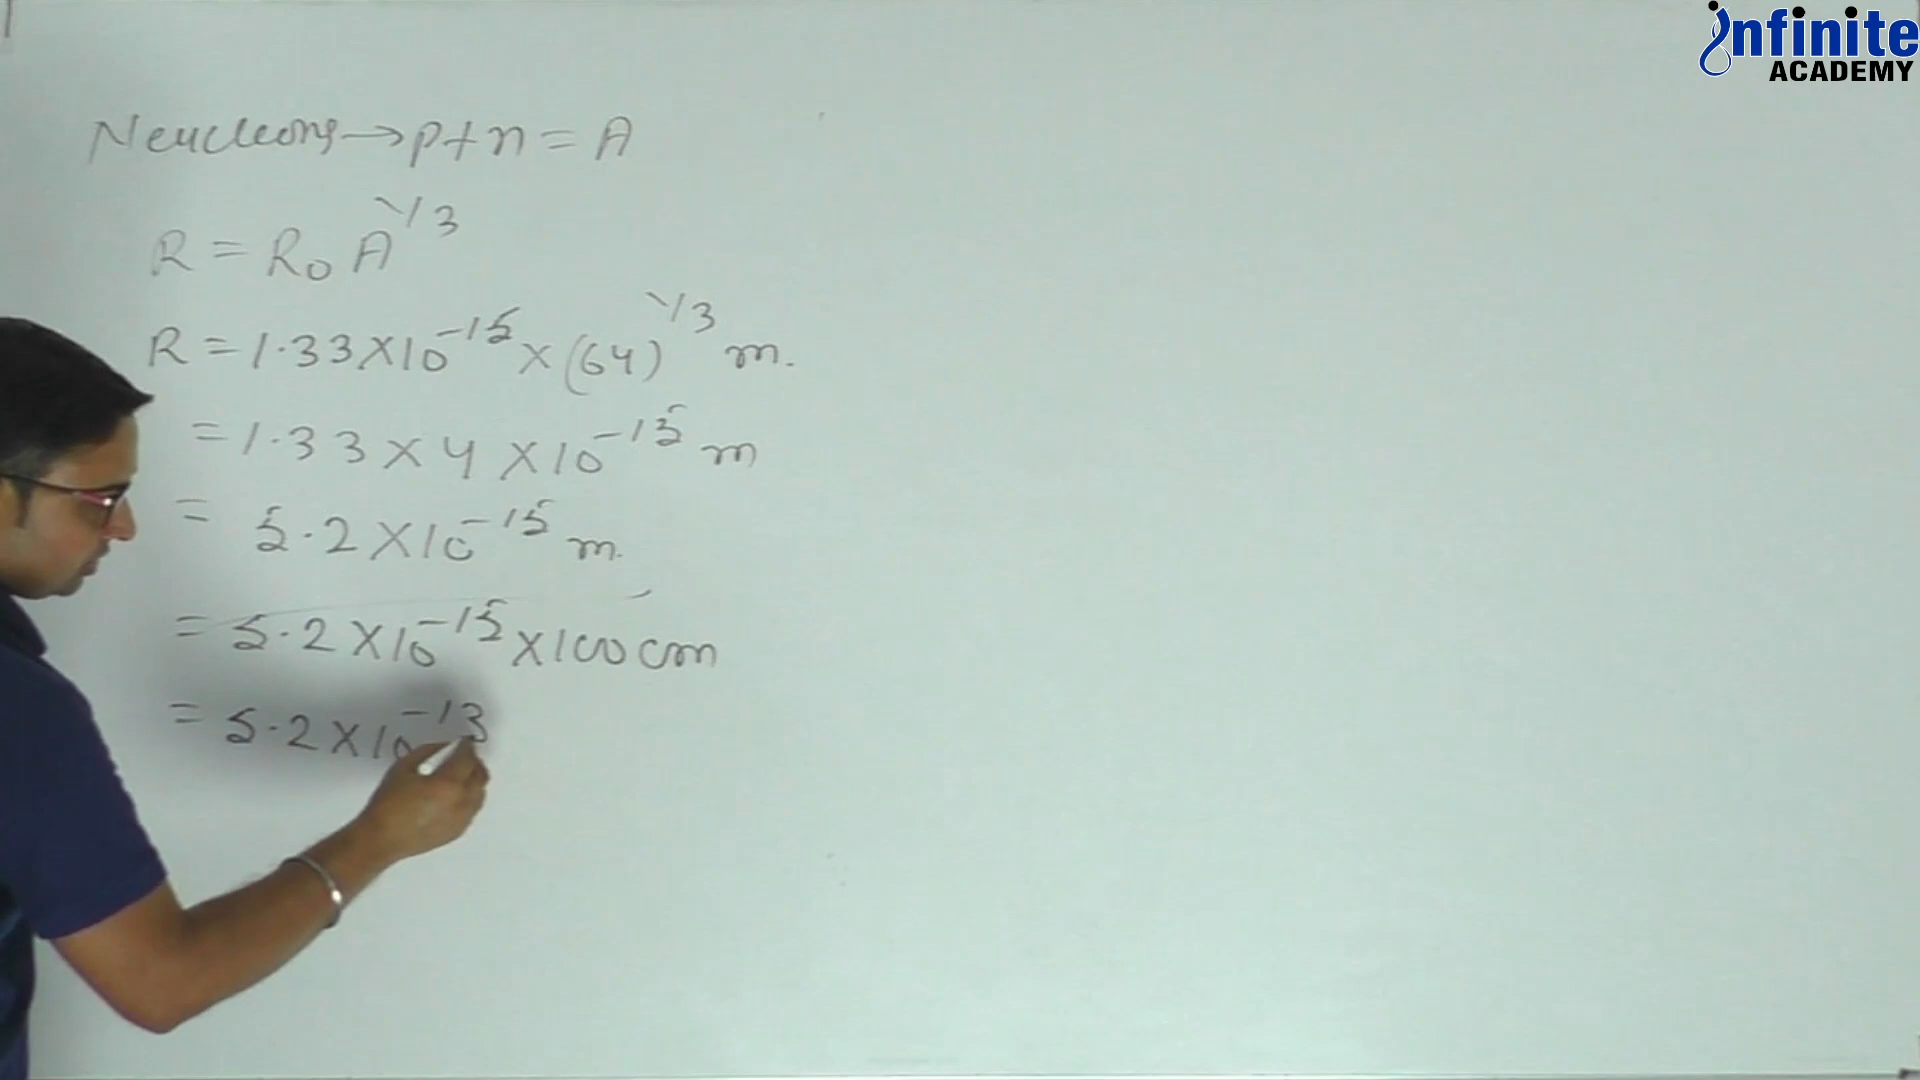 infinite
ACADEMY
Neucleons → p+n = A
R = R₀ A^1/3
R = 1.33×10^-15 × (64)^1/3 m.
= 1.33 × 4 × 10^-15 m
= 5.2 × 10^-15 m.
= 5.2 × 10^-15 × 100 cm
= 5.2 × 10^-13